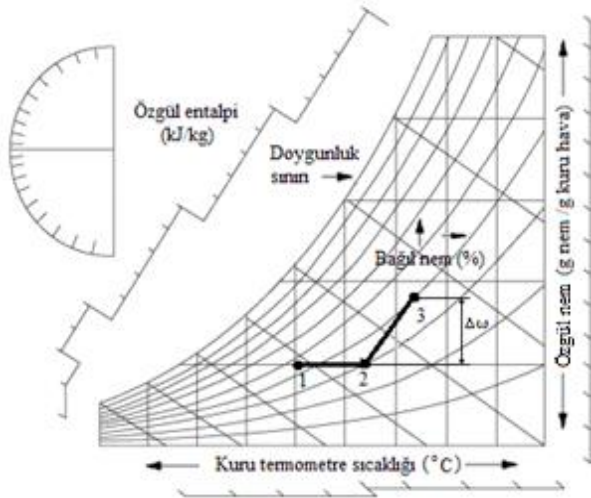 Özgül entalpi
(kJ/kg)
Doygunluk
sınırı
Bağıl nem (%)
3
Δω
1
2
Özgül nem (g nem /g kuru hava)
Kuru termometre sıcaklığı (°C)